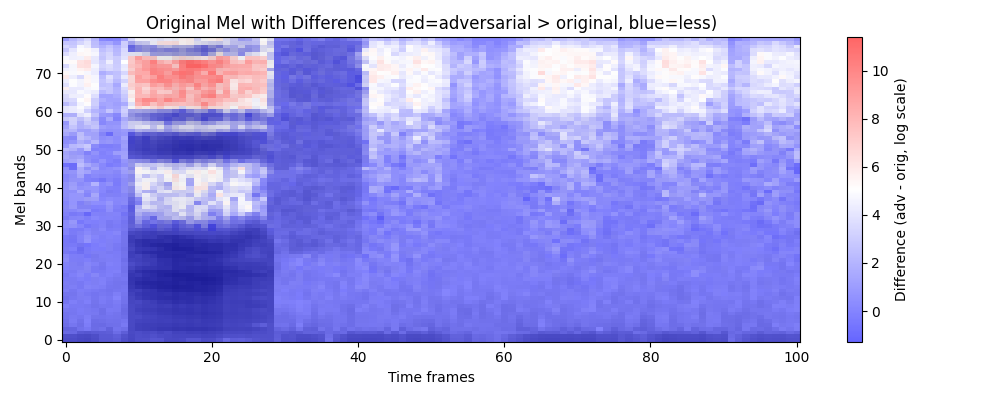 Original Mel with Differences (red=adversarial > original, blue=less)
Mel bands
70
60
50
40
30
20
10
0
0 20 40 60 80 100
Time frames
10
8
6
4
2
0
Difference (adv - orig, log scale)